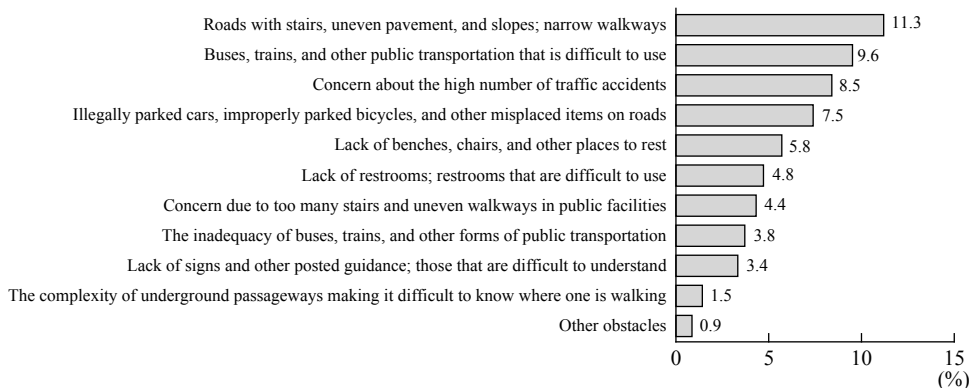 Roads with stairs, uneven pavement, and slopes; narrow walkways 11.3
Buses, trains, and other public transportation that is difficult to use 9.6
Concern about the high number of traffic accidents 8.5
Illegally parked cars, improperly parked bicycles, and other misplaced items on roads 7.5
Lack of benches, chairs, and other places to rest 5.8
Lack of restrooms; restrooms that are difficult to use 4.8
Concern due to too many stairs and uneven walkways in public facilities 4.4
The inadequacy of buses, trains, and other forms of public transportation 3.8
Lack of signs and other posted guidance; those that are difficult to understand 3.4
The complexity of underground passageways making it difficult to know where one is walking 1.5
Other obstacles 0.9
0 5 10 15
(%)